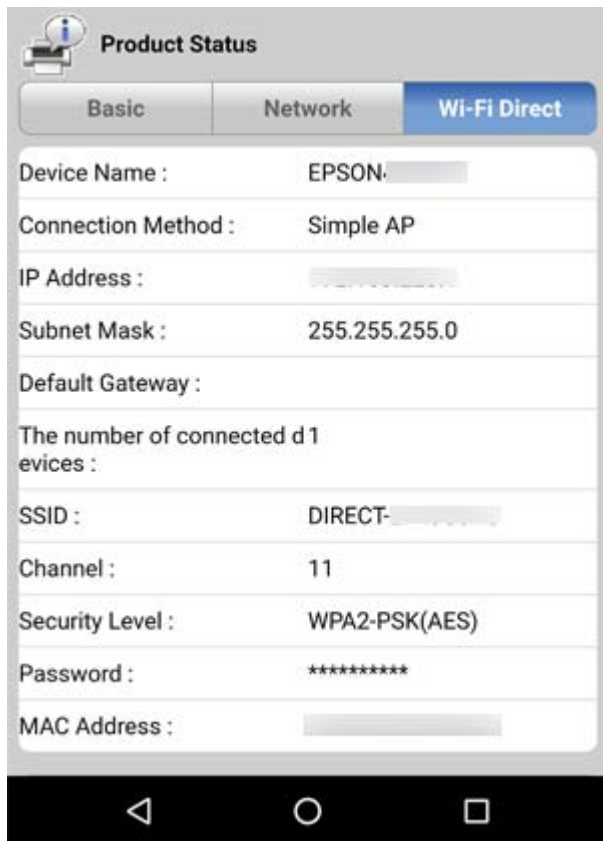 Product Status
Basic Network Wi-Fi Direct
Device Name : EPSON
Connection Method : Simple AP
IP Address :
Subnet Mask : 255.255.255.0
Default Gateway :
The number of connected d 1
evices :
SSID : DIRECT-
Channel : 11
Security Level : WPA2-PSK(AES)
Password : **********
MAC Address :